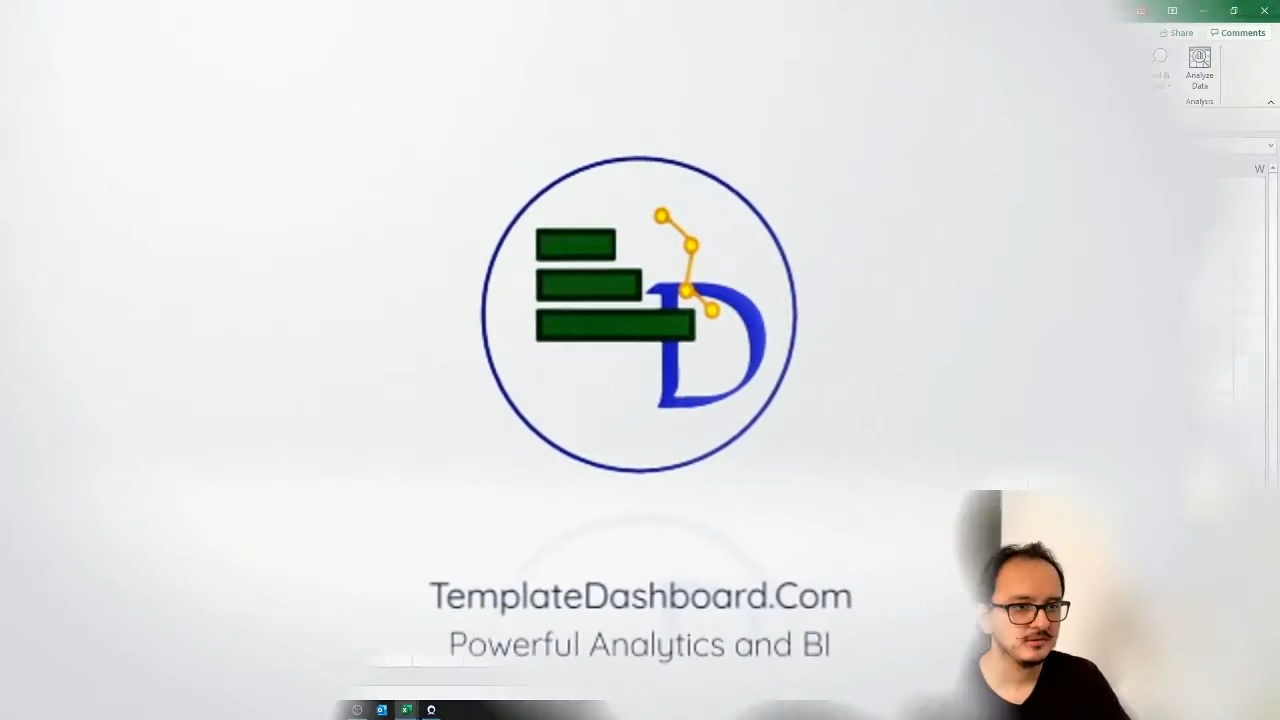 Share
Comments
Analyze
Data
Analysis
W
D
TemplateDashboard.Com
Powerful Analytics and BI